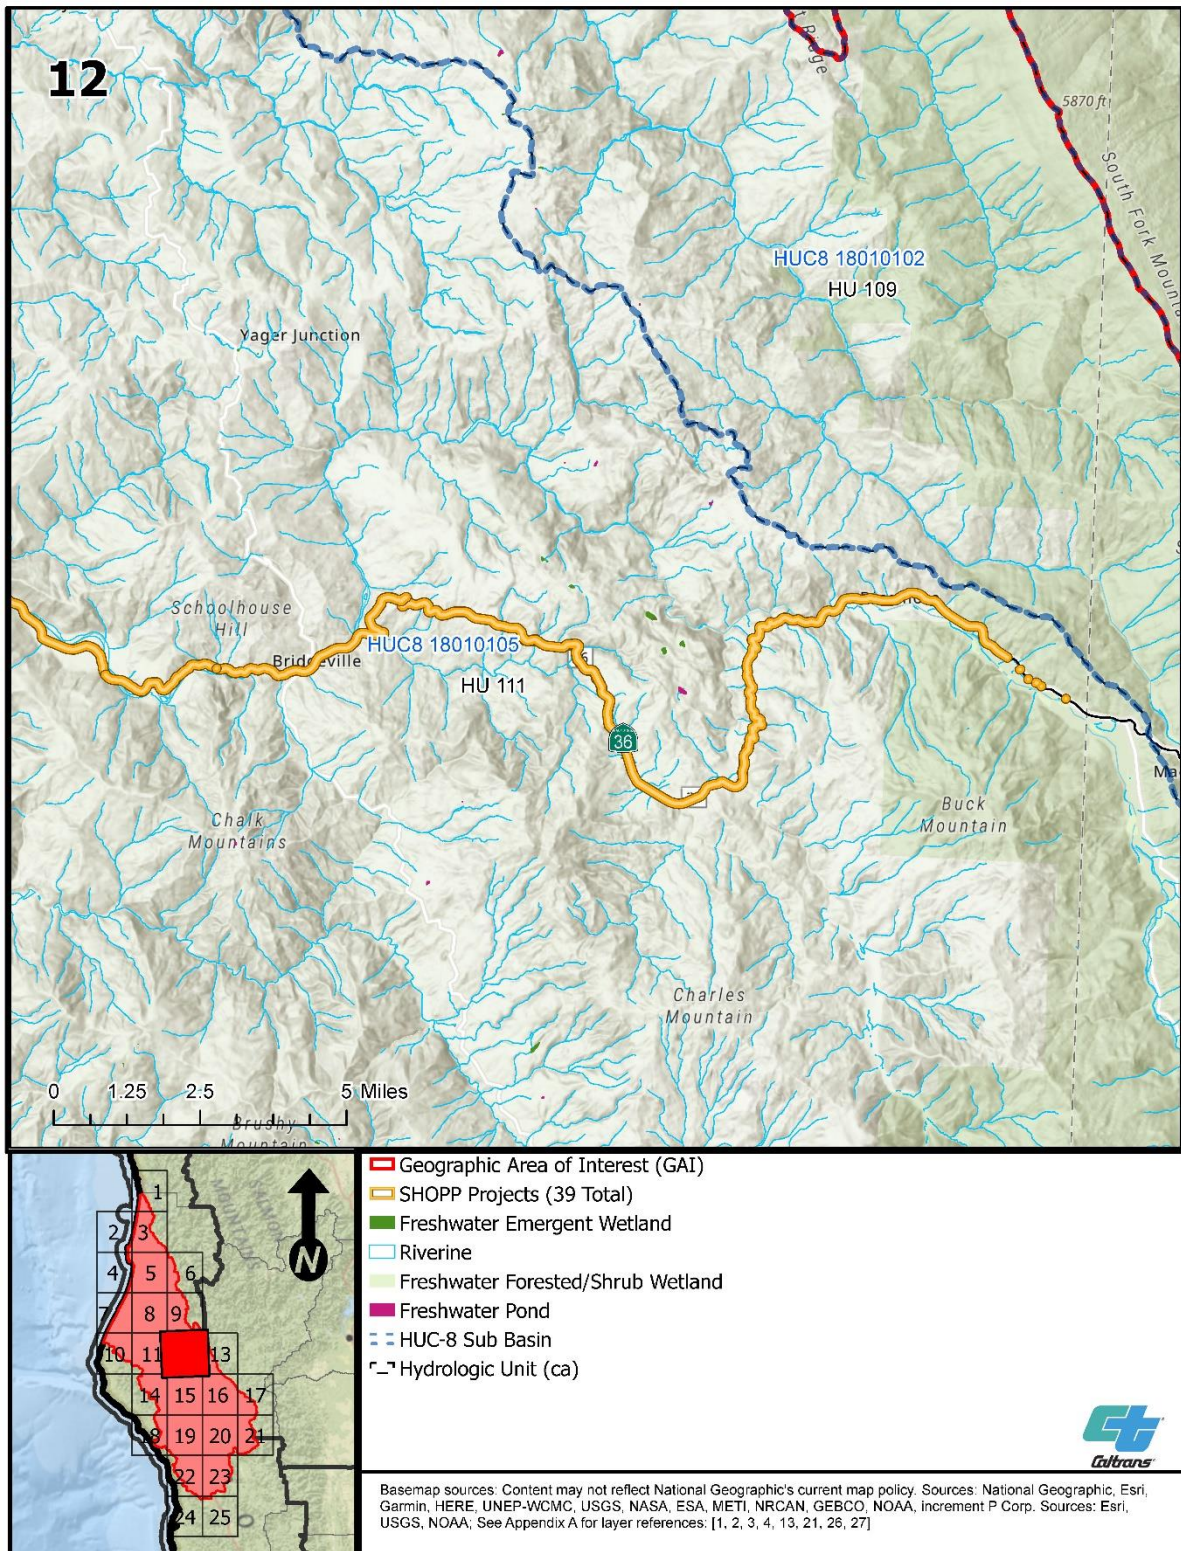 12
t Ridge
5870 ft
South Fork Mounta
HUC8 18010102
HU 109
Yager Junction
Schoolhouse
Hill
Bridgeville
HUC8 18010105
HU 111
36
Buck
Mountain
Chalk
Mountains
Charles
Mountain
0 1.25 2.5 5 Miles
Brushy
Mountain
1
2
3
4
5
6
7
8
9
10
11
13
14
15
16
17
18
19
20
21
22
23
24
25
N
Geographic Area of Interest (GAI)
SHOPP Projects (39 Total)
Freshwater Emergent Wetland
Riverine
Freshwater Forested/Shrub Wetland
Freshwater Pond
HUC-8 Sub Basin
Hydrologic Unit (ca)
Caltrans
Basemap sources: Content may not reflect National Geographic's current map policy. Sources: National Geographic, Esri,
Garmin, HERE, UNEP-WCMC, USGS, NASA, ESA, METI, NRCAN, GEBCO, NOAA, increment P Corp. Sources: Esri,
USGS, NOAA; See Appendix A for layer references: [1, 2, 3, 4, 13, 21, 26, 27]